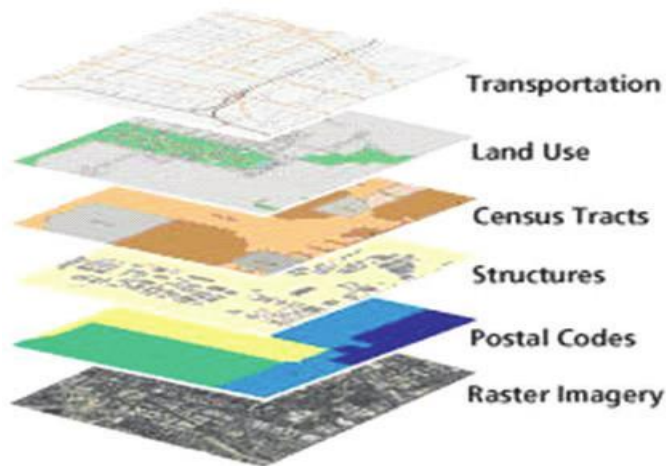 Transportation
Land Use
Census Tracts
Structures
Postal Codes
Raster Imagery